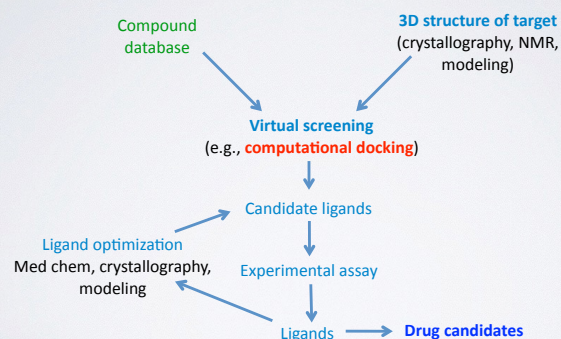 Compound
database
3D structure of target
(crystallography, NMR,
modeling)
Virtual screening
(e.g., computational docking)
Candidate ligands
Ligand optimization
Med chem, crystallography,
modeling
Experimental assay
Ligands
Drug candidates